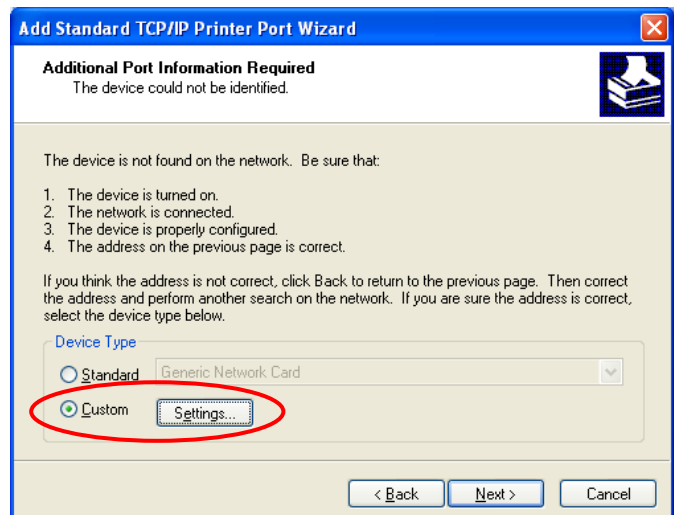 Add Standard TCP/IP Printer Port Wizard
Additional Port Information Required
The device could not be identified.
The device is not found on the network. Be sure that:
1. The device is turned on.
2. The network is connected.
3. The device is properly configured.
4. The address on the previous page is correct.
If you think the address is not correct, click Back to return to the previous page. Then correct
the address and perform another search on the network. If you are sure the address is correct,
select the device type below.
Device Type
Standard Generic Network Card
Custom Settings...
< Back Next > Cancel